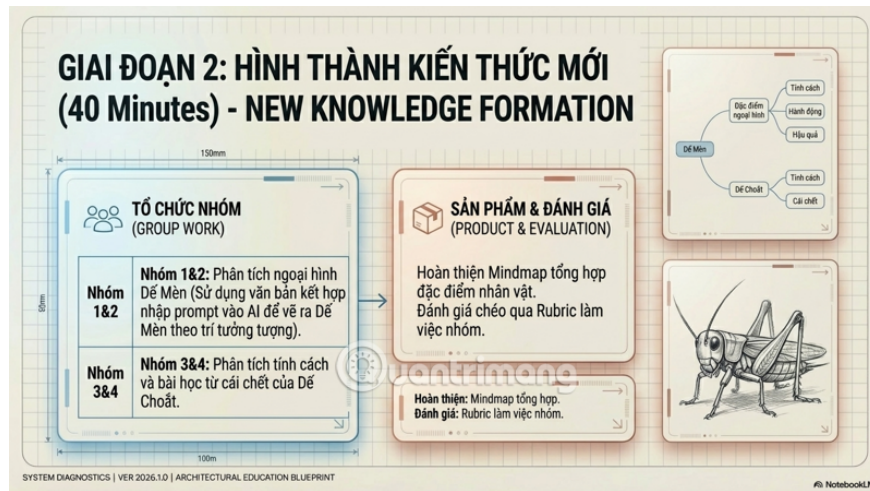 GIAI ĐOẠN 2: HÌNH THÀNH KIẾN THỨC MỚI
(40 Minutes) - NEW KNOWLEDGE FORMATION
150mm
TỔ CHỨC NHÓM
(GROUP WORK)
Nhóm
1&2
Nhóm 1&2: Phân tích ngoại hình
Dế Mèn (Sử dụng văn bản kết hợp
nhập prompt vào AI để vẽ ra Dế
Mèn theo trí tưởng tượng).
Nhóm
3&4
Nhóm 3&4: Phân tích tính cách
và bài học từ cái chết của Dế
Choắt.
100m
SẢN PHẨM & ĐÁNH GIÁ
(PRODUCT & EVALUATION)
Hoàn thiện Mindmap tổng hợp
đặc điểm nhân vật.
Đánh giá chéo qua Rubric làm
việc nhóm.
Hoàn thiện: Mindmap tổng hợp.
Đánh giá: Rubric làm việc nhóm.
Dế Mèn
Đặc điểm
ngoại hình
Tính cách
Hành động
Hậu quả
Dế Choắt
Tính cách
Cái chết
Quantrimang
SYSTEM DIAGNOSTICS | VER 2026.1.0 | ARCHITECTURAL EDUCATION BLUEPRINT
NotebookLM